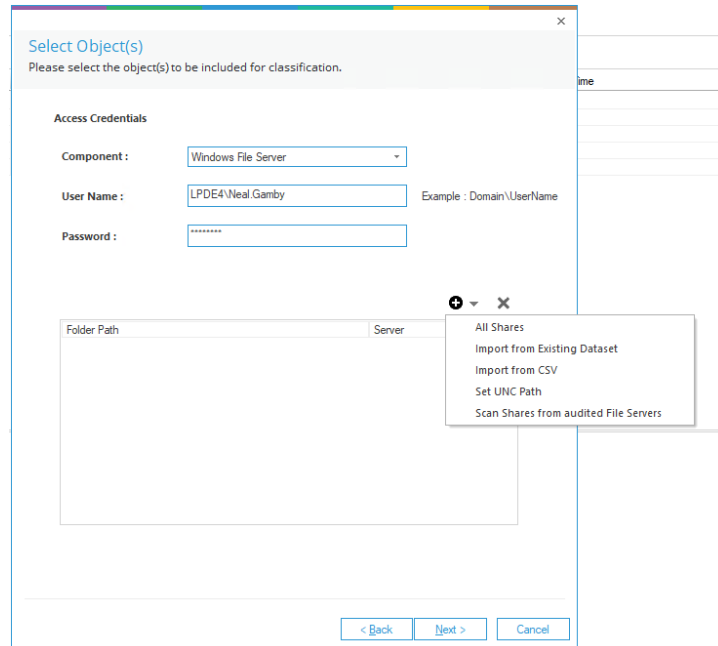 Select Object(s)
Please select the object(s) to be included for classification.
ime
Access Credentials
Component : Windows File Server
User Name : LPDE4\Neal.Gamby Example : Domain\UserName
Password : ********
Folder Path Server
All Shares
Import from Existing Dataset
Import from CSV
Set UNC Path
Scan Shares from audited File Servers
< Back Next > Cancel